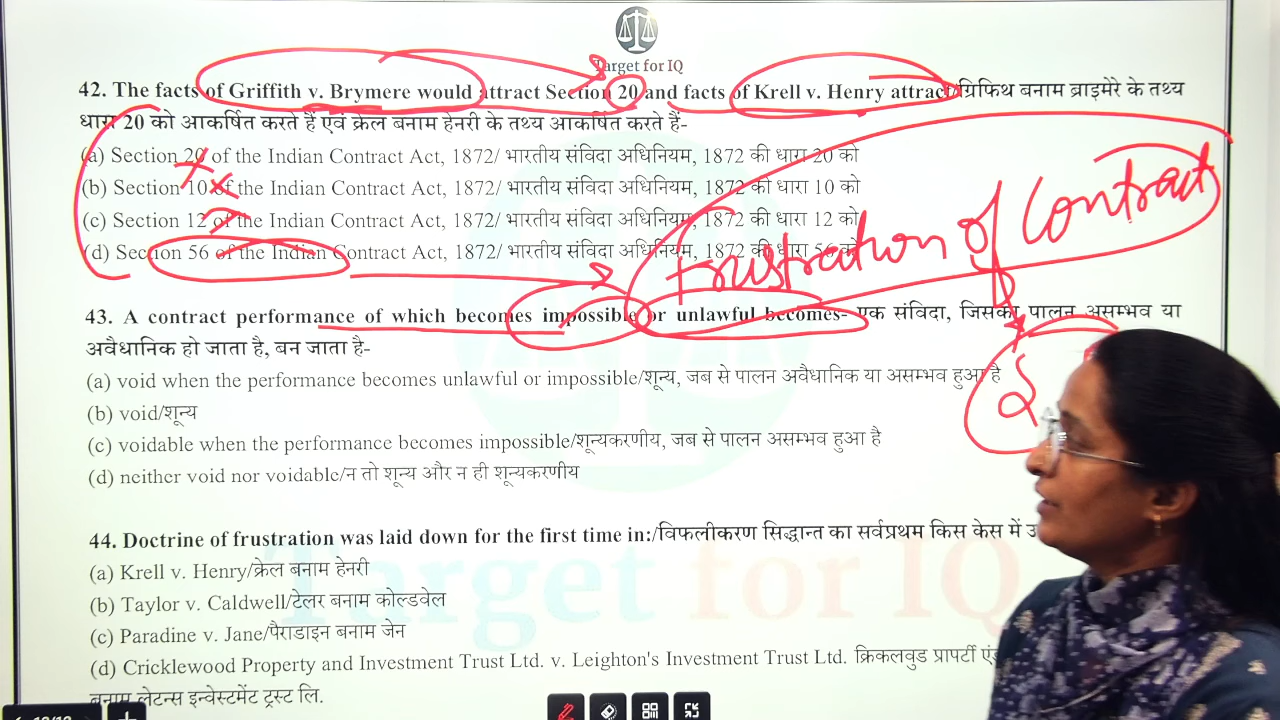 Target for IQ
42. The facts of Griffith v. Brymere would attract Section 20 and facts of Krell v. Henry attract/ग्रिफिथ बनाम ब्राइमेरे के तथ्य
धारा 20 को आकर्षित करते हैं एवं क्रेल बनाम हेनरी के तथ्य आकर्षित करते हैं-
(a) Section 20 of the Indian Contract Act, 1872/ भारतीय संविदा अधिनियम, 1872 की धारा 20 को
(b) Section 10 of the Indian Contract Act, 1872/ भारतीय संविदा अधिनियम, 1872 की धारा 10 को
(c) Section 12 of the Indian Contract Act, 1872/ भारतीय संविदा अधिनियम, 1872 की धारा 12 को
(d) Section 56 of the Indian Contract Act, 1872/ भारतीय संविदा अधिनियम, 1872 की धारा 56 को
Frustration of Contract
43. A contract performance of which becomes impossible or unlawful becomes- एक संविदा, जिसका पालन असम्भव या
अवैधानिक हो जाता है, बन जाता है-
(a) void when the performance becomes unlawful or impossible/शून्य, जब से पालन अवैधानिक या असम्भव हुआ है
(b) void/शून्य
(c) voidable when the performance becomes impossible/शून्यकरणीय, जब से पालन असम्भव हुआ है
(d) neither void nor voidable/न तो शून्य और न ही शून्यकरणीय
44. Doctrine of frustration was laid down for the first time in:/विफलीकरण सिद्धान्त का सर्वप्रथम किस केस में
(a) Krell v. Henry/क्रेल बनाम हेनरी
(b) Taylor v. Caldwell/टेलर बनाम कोल्डवेल
(c) Paradine v. Jane/पैराडाइन बनाम जेन
(d) Cricklewood Property and Investment Trust Ltd. v. Leighton's Investment Trust Ltd. क्रिकलवुड प्रापर्टी एंड
बनाम लेटन्स इन्वेस्टमेंट ट्रस्ट लि.
Target for IQ